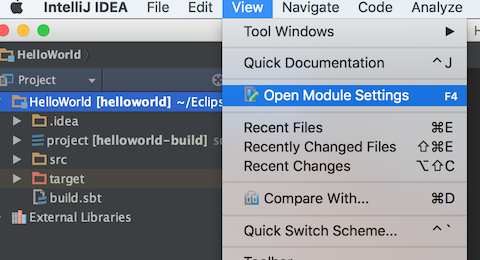 IntelliJ IDEA File Edit View Navigate Code Analyze
HelloWorld
Project
HelloWorld [helloworld] ~/Eclips
.idea
project [helloworld-build]
src
target
build.sbt
External Libraries
Tool Windows
Quick Documentation ⌃J
Open Module Settings F4
Recent Files ⌘E
Recently Changed Files ⇧⌘E
Recent Changes ⌥⇧C
Compare With... ⌘D
Quick Switch Scheme... ⌃`